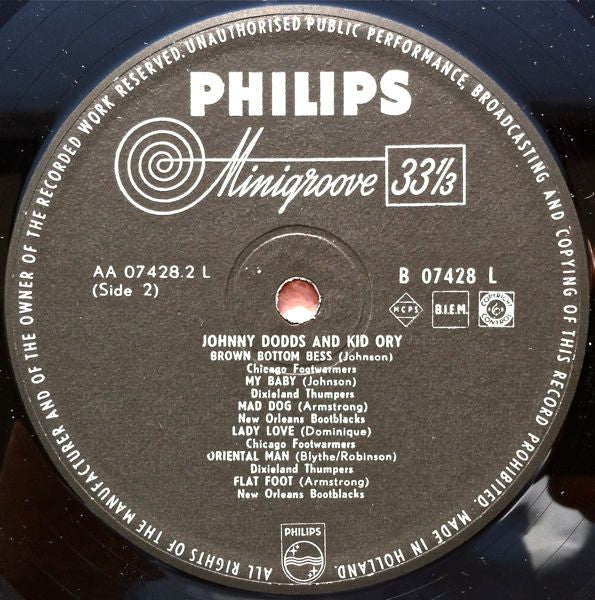 ALL RIGHTS OF THE MANUFACTURER AND OF THE OWNER OF THE RECORDED WORK RESERVED. UNAUTHORISED PUBLIC PERFORMANCE, BROADCASTING AND COPYING OF THIS RECORD PROHIBITED. MADE IN HOLLAND.
PHILIPS
Minigroove 33⅓
AA 07428.2 L
(Side 2)
B 07428 L
MCPS
B.I.E.M.
COPYRIGHT CONTROL
JOHNNY DODDS AND KID ORY
BROWN BOTTOM BESS (Johnson)
Chicago Footwarmers
MY BABY (Johnson)
Dixieland Thumpers
MAD DOG (Armstrong)
New Orleans Bootblacks
LADY LOVE (Dominique)
Chicago Footwarmers
ORIENTAL MAN (Blythe/Robinson)
Dixieland Thumpers
FLAT FOOT (Armstrong)
New Orleans Bootblacks
PHILIPS